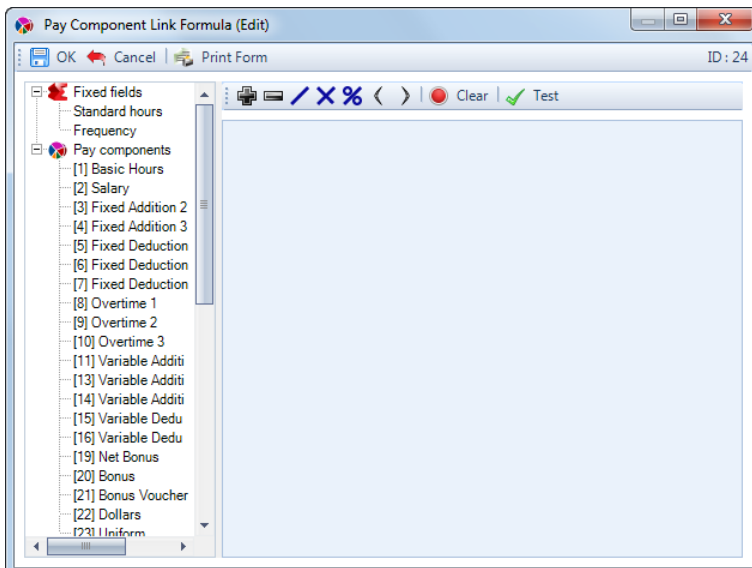 Pay Component Link Formula (Edit)
OK Cancel Print Form ID : 24
Clear Test
Fixed fields
Standard hours
Frequency
Pay components
[1] Basic Hours
[2] Salary
[3] Fixed Addition 2
[4] Fixed Addition 3
[5] Fixed Deduction
[6] Fixed Deduction
[7] Fixed Deduction
[8] Overtime 1
[9] Overtime 2
[10] Overtime 3
[11] Variable Additi
[13] Variable Additi
[14] Variable Additi
[15] Variable Dedu
[16] Variable Dedu
[19] Net Bonus
[20] Bonus
[21] Bonus Voucher
[22] Dollars
[23] Uniform